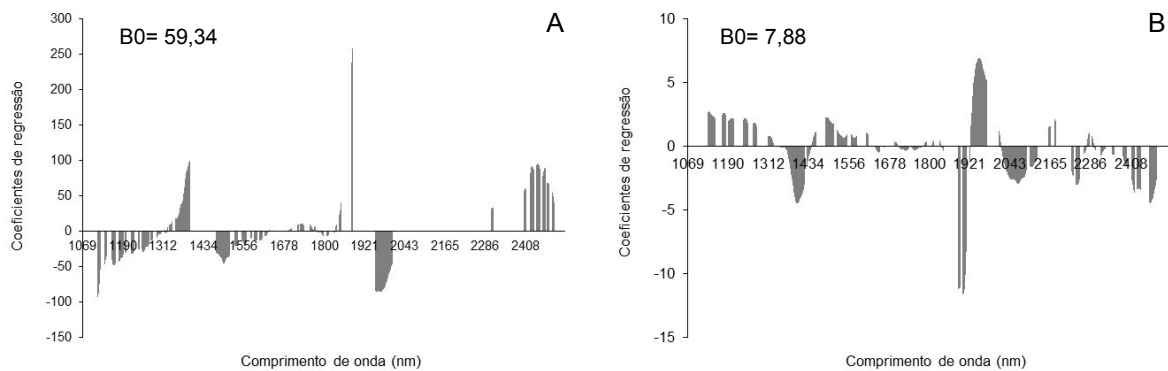 A
B0= 59,34
300
250
200
150
100
50
0
-50
-100
-150
1069 1190 1312 1434 1556 1678 1800 1921 2043 2165 2286 2408
Coeficientes de regressão
Comprimento de onda (nm)
B
B0= 7,88
10
5
0
-5
-10
-15
1069 1190 1312 1434 1556 1678 1800 1921 2043 2165 2286 2408
Coeficientes de regressão
Comprimento de onda (nm)